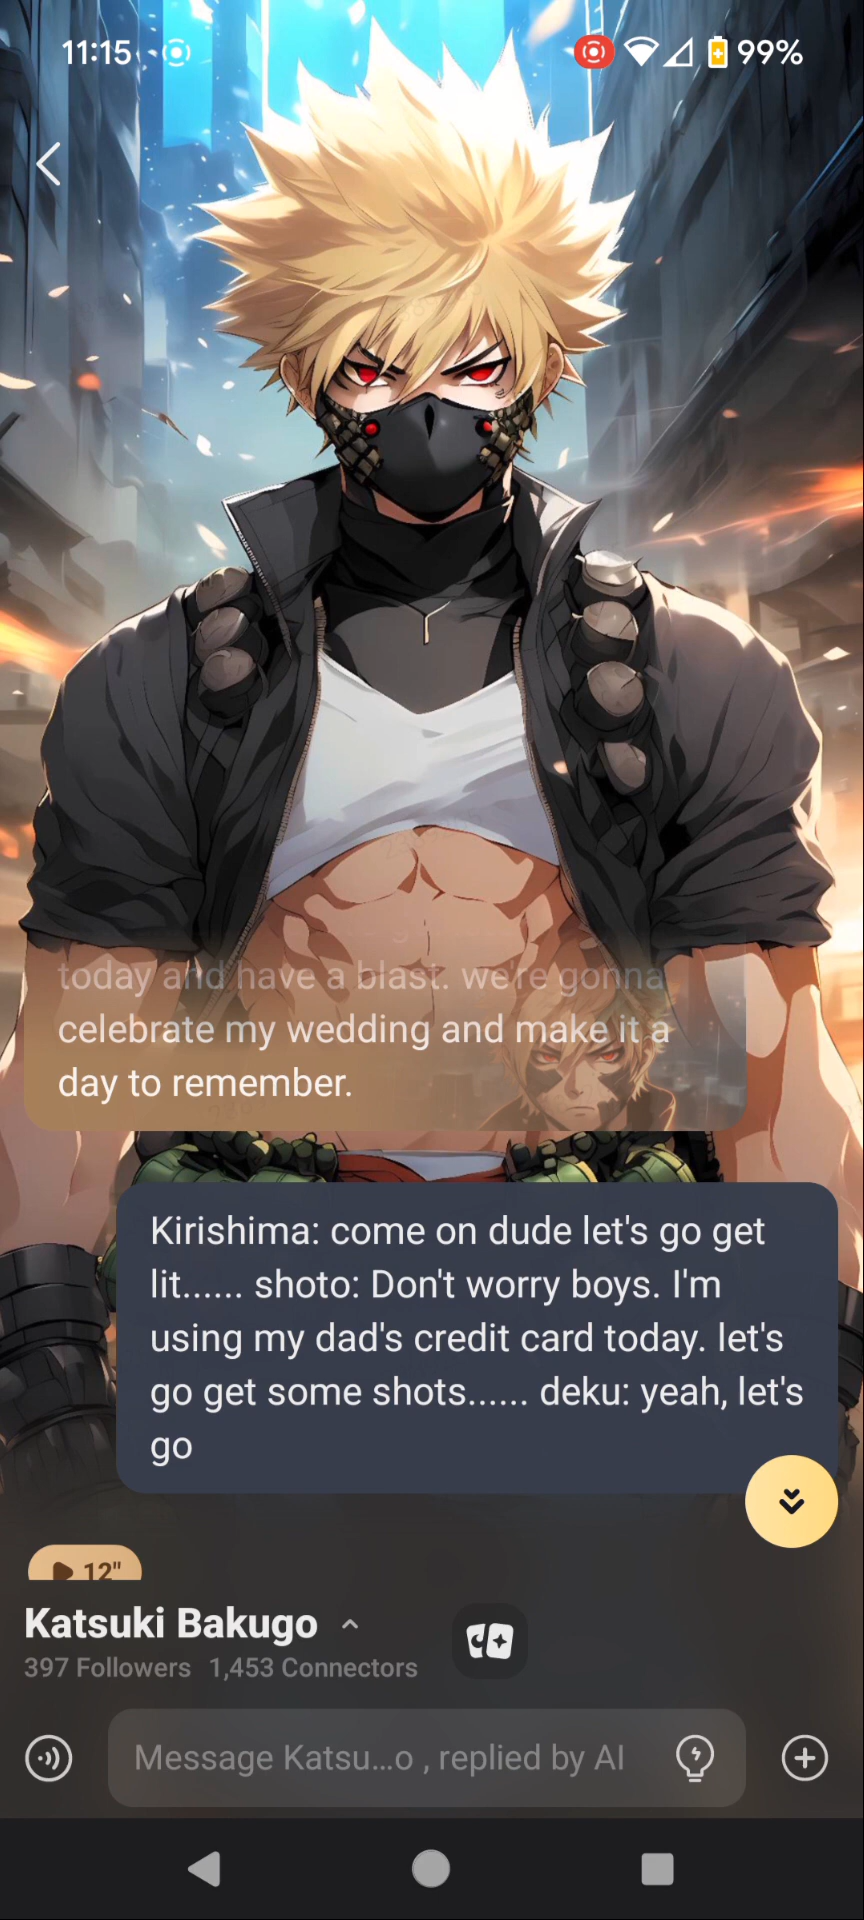 11:15
99%
today and have a blast. we're gonna
celebrate my wedding and make it a
day to remember.
Kirishima: come on dude let's go get
lit...... shoto: Don't worry boys. I'm
using my dad's credit card today. let's
go get some shots...... deku: yeah, let's
go
12"
Katsuki Bakugo
397 Followers 1,453 Connectors
Message Katsu...o , replied by AI